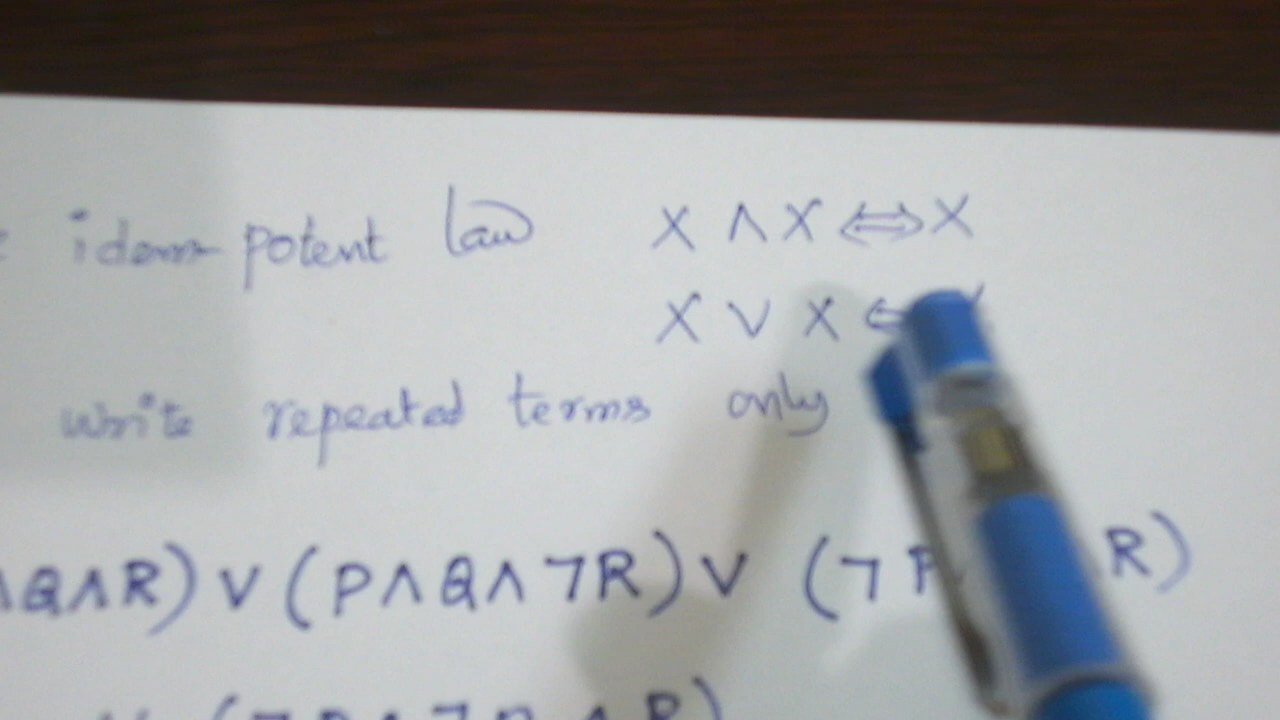 : idem-potent law X ∧ X ⇔ X
X ∨ X ⇔
write repeated terms only
∧Q∧R) ∨ (P∧Q∧¬R) ∨ (¬P R)
∧R)